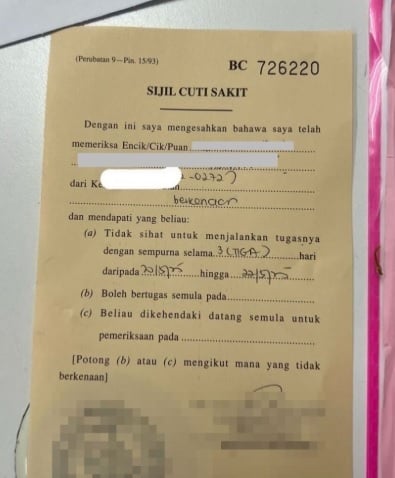 (Perubatan 9—Pin. 15/93)
BC 726220
SIJIL CUTI SAKIT
Dengan ini saya mengesahkan bahawa saya telah
memeriksa Encik/Cik/Puan
-0272)
dari Ke
berkenaan
dan mendapati yang beliau:
(a) Tidak sihat untuk menjalankan tugasnya
dengan sempurna selama 3 (TIGA) hari
daripada hingga
(b) Boleh bertugas semula pada
(c) Beliau dikehendaki datang semula untuk
pemeriksaan pada
[Potong (b) atau (c) mengikut mana yang tidak
berkenaan]